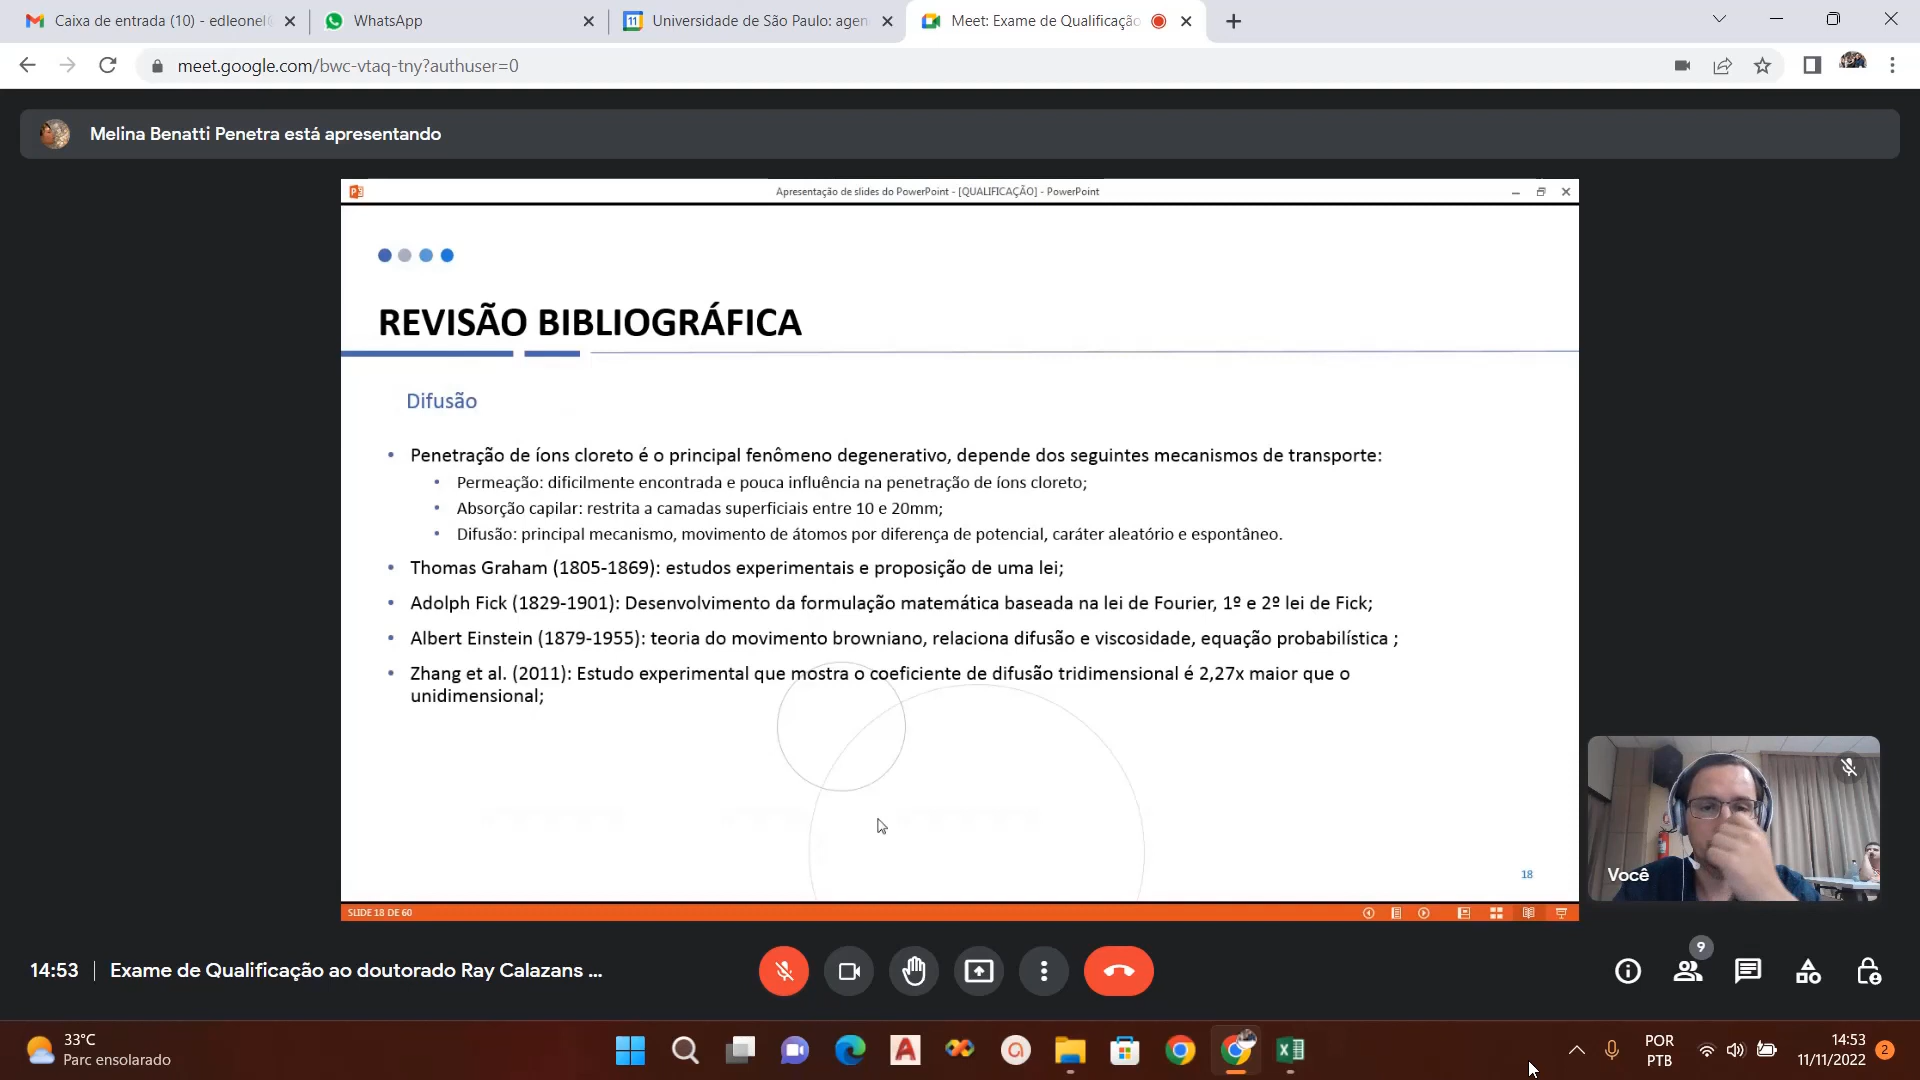 Caixa de entrada (10) - edleonel@
WhatsApp
Universidade de São Paulo: agen
Meet: Exame de Qualificação
meet.google.com/bwc-vtaq-tny?authuser=0
Melina Benatti Penetra está apresentando
Apresentação de slides do PowerPoint - [QUALIFICAÇÃO] - PowerPoint
REVISÃO BIBLIOGRÁFICA
Difusão
• Penetração de íons cloreto é o principal fenômeno degenerativo, depende dos seguintes mecanismos de transporte:
• Permeação: dificilmente encontrada e pouca influência na penetração de íons cloreto;
• Absorção capilar: restrita a camadas superficiais entre 10 e 20mm;
• Difusão: principal mecanismo, movimento de átomos por diferença de potencial, caráter aleatório e espontâneo.
• Thomas Graham (1805-1869): estudos experimentais e proposição de uma lei;
• Adolph Fick (1829-1901): Desenvolvimento da formulação matemática baseada na lei de Fourier, 1º e 2º lei de Fick;
• Albert Einstein (1879-1955): teoria do movimento browniano, relaciona difusão e viscosidade, equação probabilística ;
• Zhang et al. (2011): Estudo experimental que mostra o coeficiente de difusão tridimensional é 2,27x maior que o
unidimensional;
18
SLIDE 18 DE 60
Você
14:53 | Exame de Qualificação ao doutorado Ray Calazans ...
9
33°C
Parc ensolarado
POR
PTB
14:53
11/11/2022
2